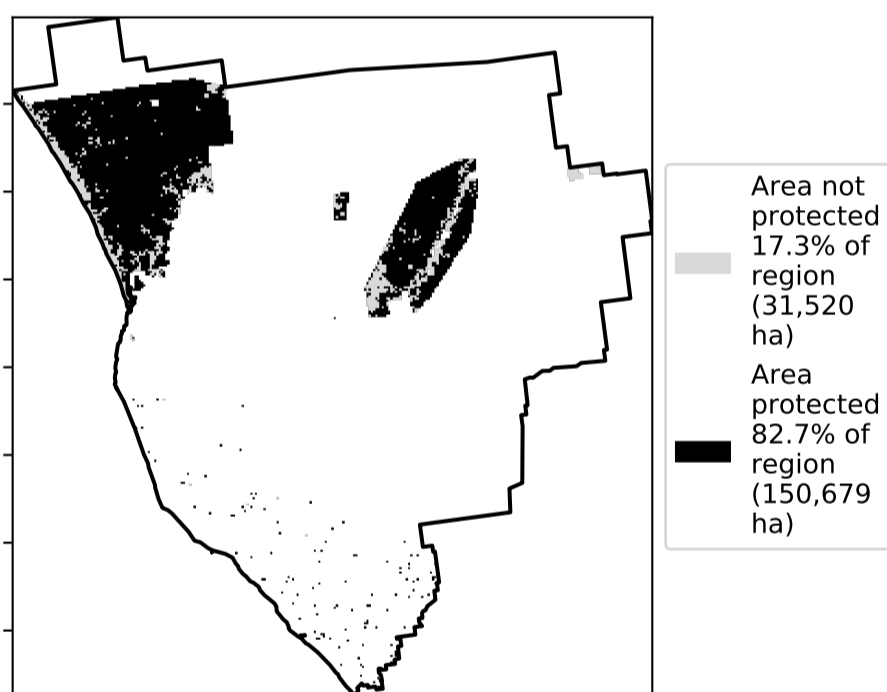 Area not
protected
17.3% of
region
(31,520
ha)
Area
protected
82.7% of
region
(150,679
ha)